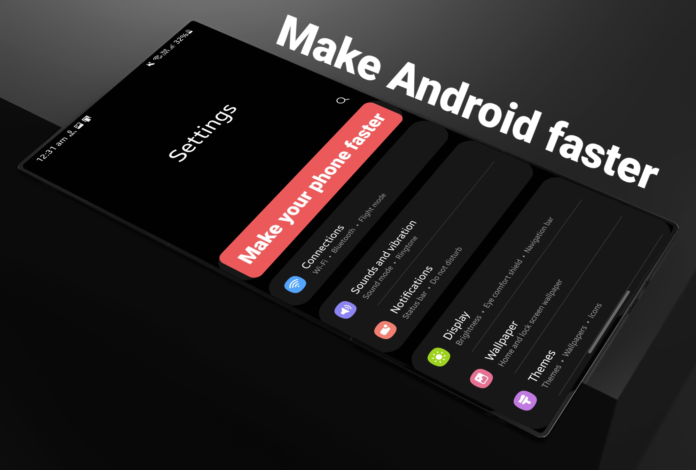 Make Android faster
12:31 am
32%
Settings
Make your phone faster
Connections
Wi-Fi • Bluetooth • Flight mode
Sounds and vibration
Sound mode • Ringtone
Notifications
Status bar • Do not disturb
Display
Brightness • Eye comfort shield • Navigation bar
Wallpaper
Home and lock screen wallpaper
Themes
Themes • Wallpapers • Icons